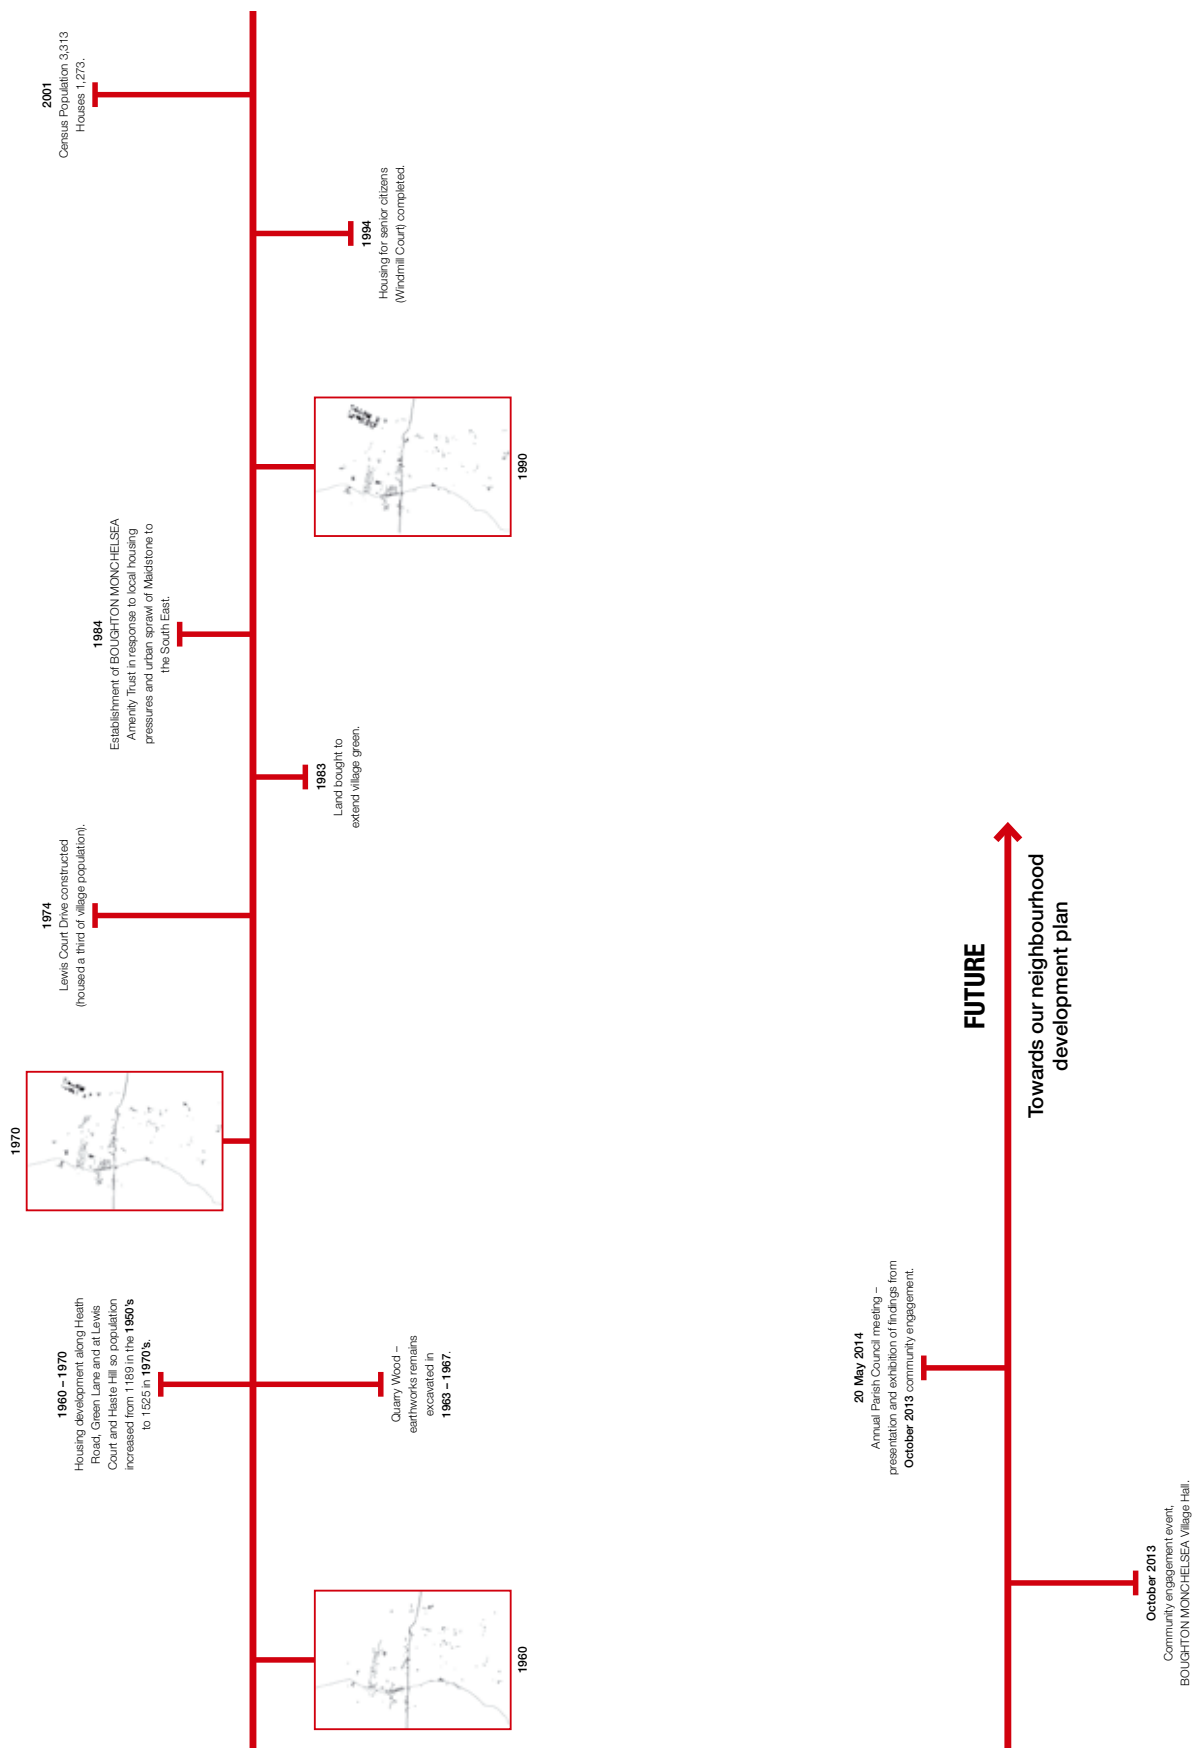 1960
1960 – 1970
Housing development along Heath
Road, Green Lane and at Lewis
Court and Haste Hill so population
increased from 1189 in the 1950's
to 1525 in 1970's.
Quarry Wood –
earthworks remains
excavated in
1963 – 1967.
1970
1974
Lewis Court Drive constructed
(housed a third of village population).
1983
Land bought to
extend village green.
1984
Establishment of BOUGHTON MONCHELSEA
Amenity Trust in response to local housing
pressures and urban sprawl of Maidstone to
the South East.
1990
1994
Housing for senior citizens
(Windmill Court) completed.
2001
Census Population 3,313
Houses 1,273.
October 2013
Community engagement event,
BOUGHTON MONCHELSEA Village Hall.
20 May 2014
Annual Parish Council meeting –
presentation and exhibition of findings from
October 2013 community engagement.
FUTURE
Towards our neighbourhood
development plan